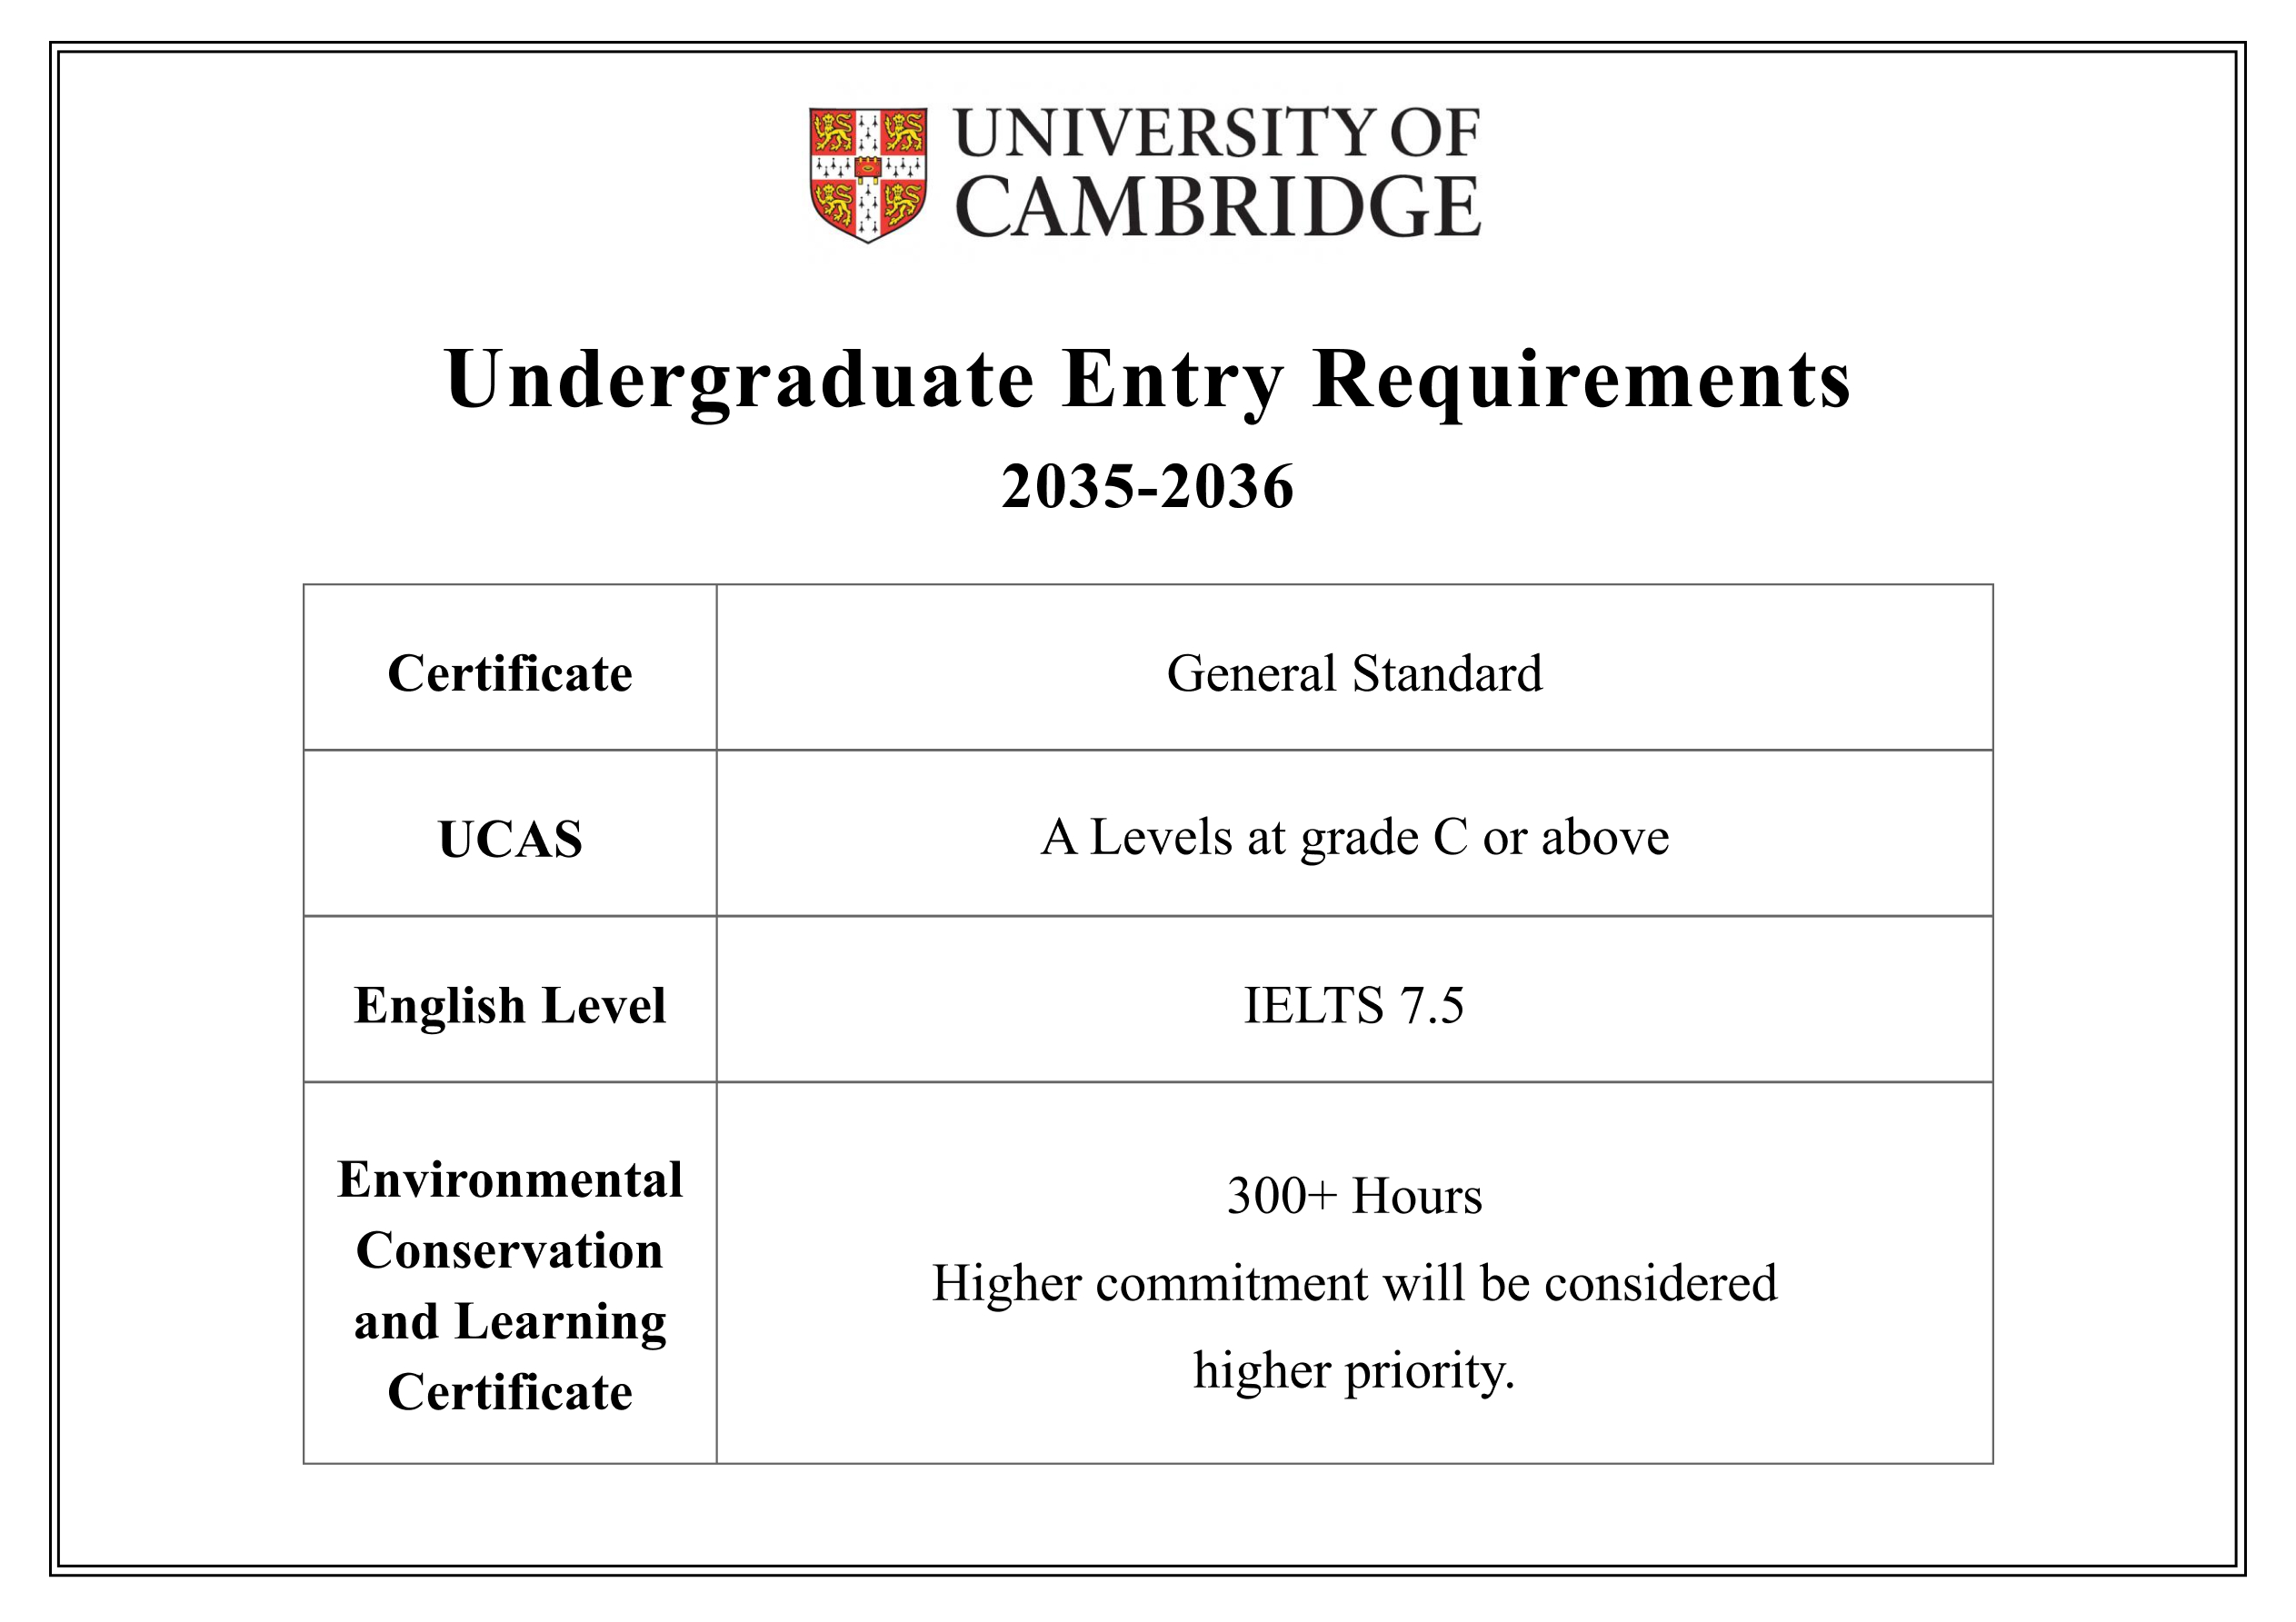 UNIVERSITY OF
CAMBRIDGE
Undergraduate Entry Requirements
2035-2036
Certificate
General Standard
UCAS
A Levels at grade C or above
English Level
IELTS 7.5
Environmental
Conservation
and Learning
Certificate
300+ Hours
Higher commitment will be considered
higher priority.